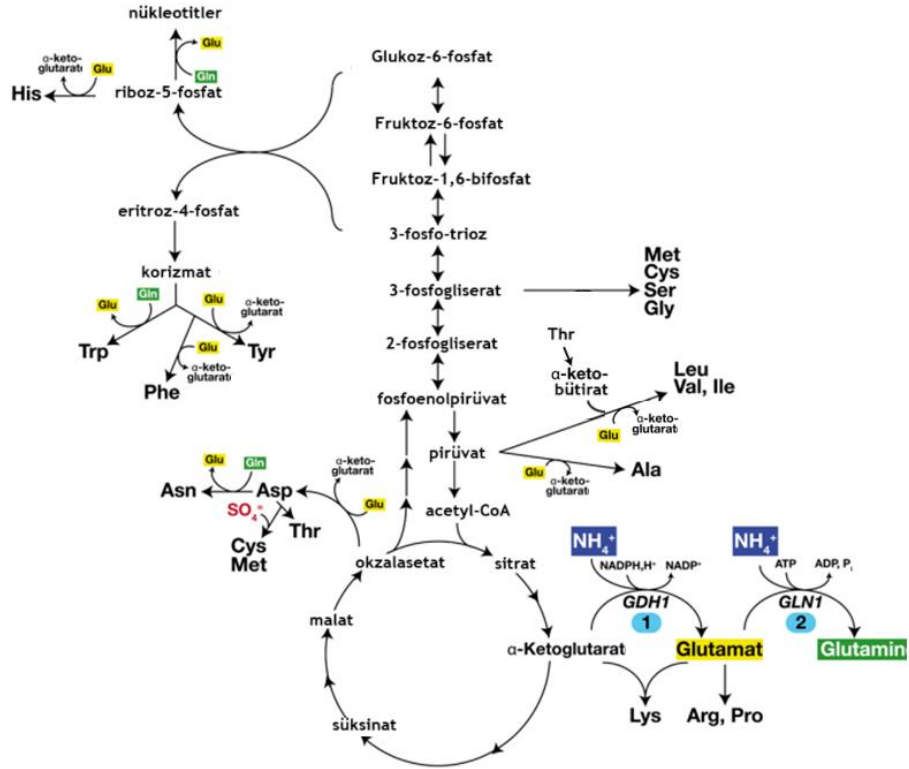 nükleotitler
Glu
Gln
α-keto-
glutarat
Glu
His
riboz-5-fosfat
Glukoz-6-fosfat
Fruktoz-6-fosfat
Fruktoz-1,6-bifosfat
eritroz-4-fosfat
3-fosfo-trioz
korizmat
3-fosfogliserat
Met
Cys
Ser
Gly
Glu
Gln
Glu
α-keto-
glutarat
Trp
Glu
α-keto-
glutarat
Tyr
Phe
2-fosfogliserat
Thr
α-keto-
bütirat
Leu
Val, Ile
fosfoenolpirüvat
Glu
α-keto-
glutarat
pirüvat
Glu
α-keto-
glutarat
Ala
Glu
Gln
α-keto-
glutarat
Glu
Asn
Asp
SO4=
Thr
Cys
Met
acetyl-CoA
okzalasetat
sitrat
NH4+
NADPH,H+
NADP+
GDH1
1
NH4+
ATP
ADP, Pi
GLN1
2
malat
α-Ketoglutarat
Glutamat
Glutamine
Lys
Arg, Pro
süksinat